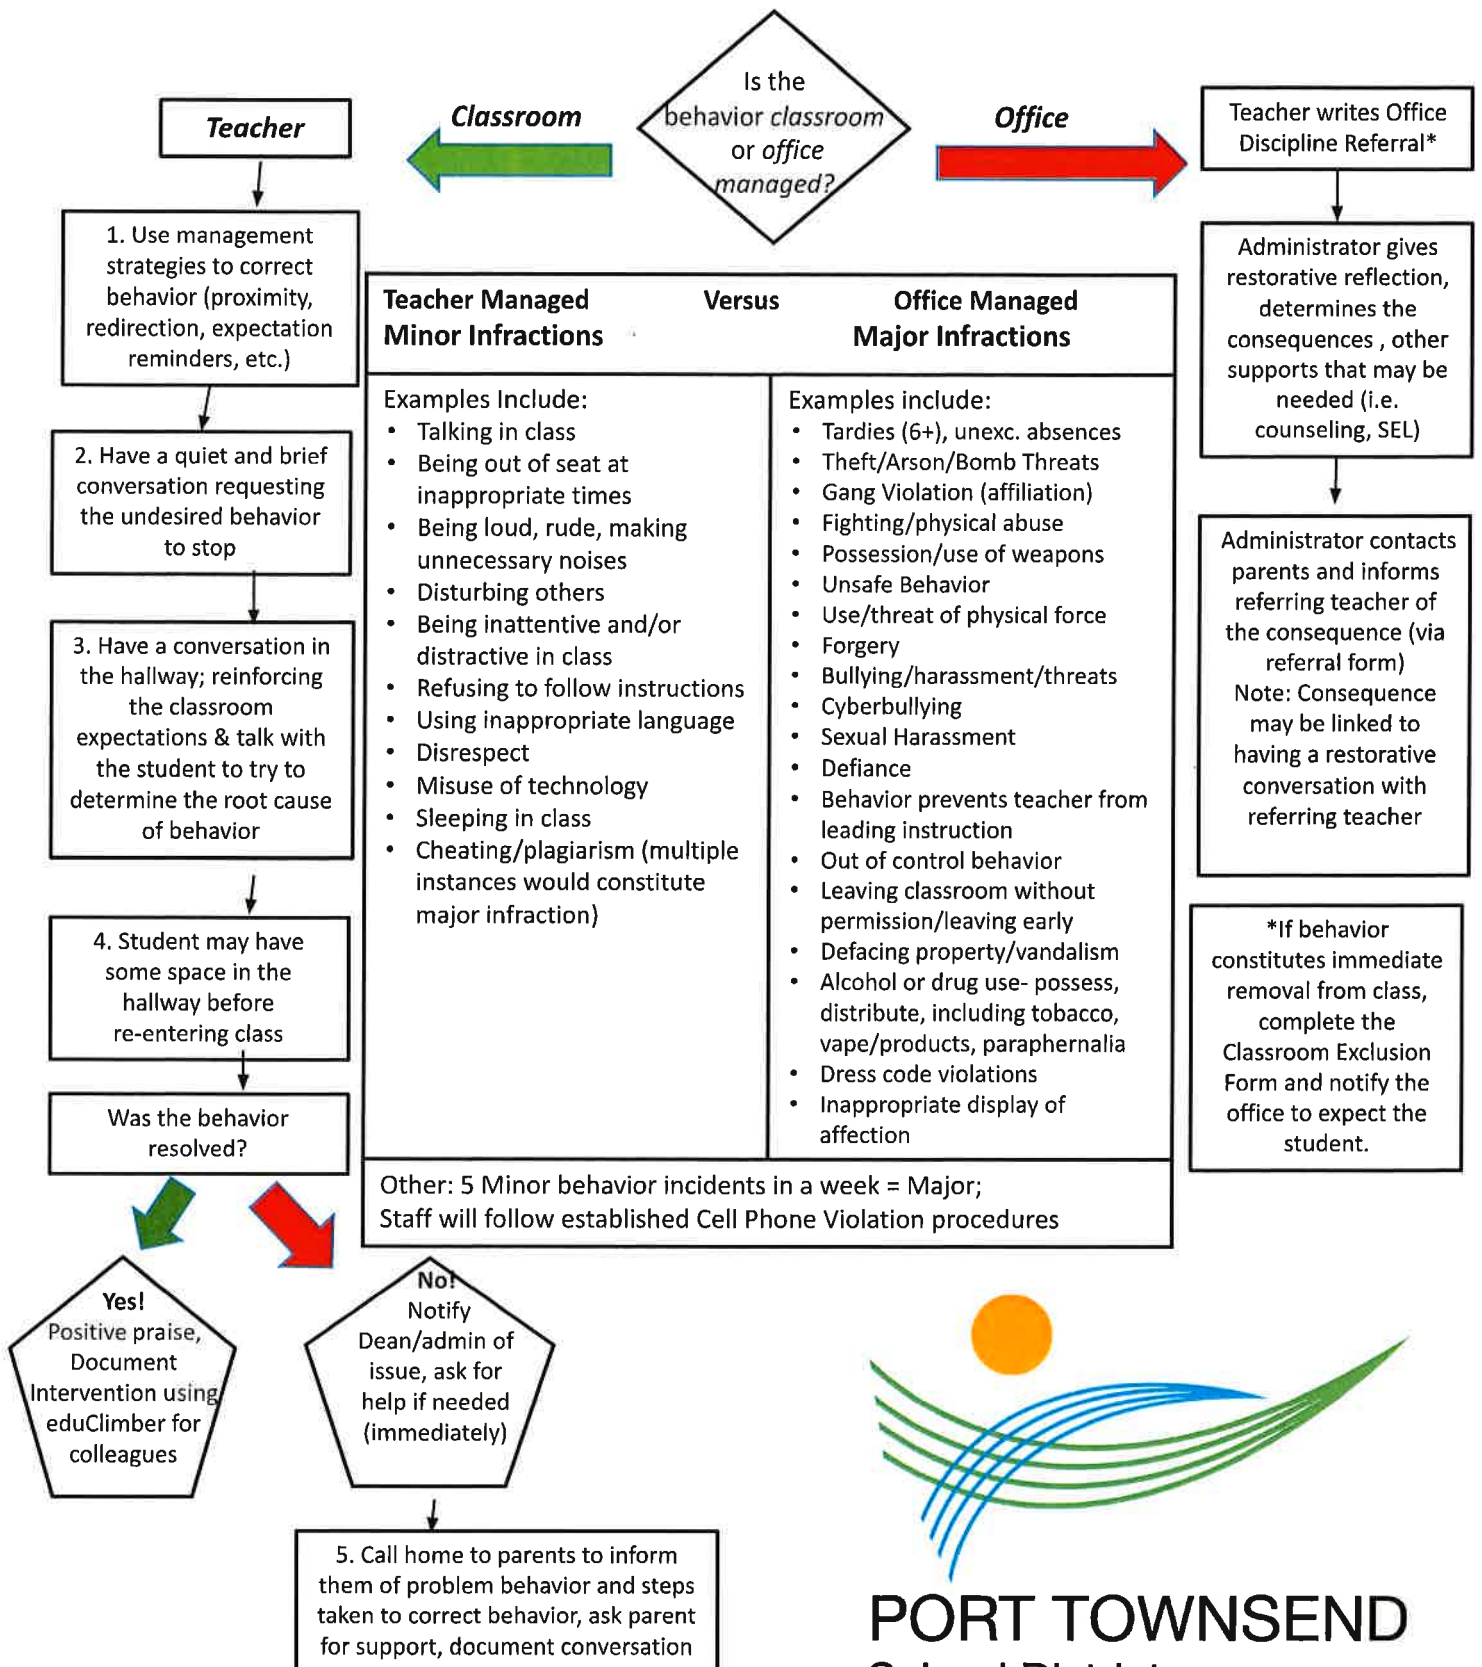 Is the
behavior classroom
or office
managed?
Classroom
Office
Teacher
1. Use management
strategies to correct
behavior (proximity,
redirection, expectation
reminders, etc.)
2. Have a quiet and brief
conversation requesting
the undesired behavior
to stop
3. Have a conversation in
the hallway; reinforcing
the classroom
expectations & talk with
the student to try to
determine the root cause
of behavior
4. Student may have
some space in the
hallway before
re-entering class
Was the behavior
resolved?
Yes!
Positive praise,
Document
Intervention using
eduClimber for
colleagues
No!
Notify
Dean/admin of
issue, ask for
help if needed
(immediately)
5. Call home to parents to inform
them of problem behavior and steps
taken to correct behavior, ask parent
for support, document conversation
Teacher Managed Versus Office Managed
Minor Infractions Major Infractions
Examples Include:
• Talking in class
• Being out of seat at
inappropriate times
• Being loud, rude, making
unnecessary noises
• Disturbing others
• Being inattentive and/or
distractive in class
• Refusing to follow instructions
• Using inappropriate language
• Disrespect
• Misuse of technology
• Sleeping in class
• Cheating/plagiarism (multiple
instances would constitute
major infraction)
Examples include:
• Tardies (6+), unexc. absences
• Theft/Arson/Bomb Threats
• Gang Violation (affiliation)
• Fighting/physical abuse
• Possession/use of weapons
• Unsafe Behavior
• Use/threat of physical force
• Forgery
• Bullying/harassment/threats
• Cyberbullying
• Sexual Harassment
• Defiance
• Behavior prevents teacher from
leading instruction
• Out of control behavior
• Leaving classroom without
permission/leaving early
• Defacing property/vandalism
• Alcohol or drug use- possess,
distribute, including tobacco,
vape/products, paraphernalia
• Dress code violations
• Inappropriate display of
affection
Other: 5 Minor behavior incidents in a week = Major;
Staff will follow established Cell Phone Violation procedures
Teacher writes Office
Discipline Referral*
Administrator gives
restorative reflection,
determines the
consequences , other
supports that may be
needed (i.e.
counseling, SEL)
Administrator contacts
parents and informs
referring teacher of
the consequence (via
referral form)
Note: Consequence
may be linked to
having a restorative
conversation with
referring teacher
*If behavior
constitutes immediate
removal from class,
complete the
Classroom Exclusion
Form and notify the
office to expect the
student.
PORT TOWNSEND